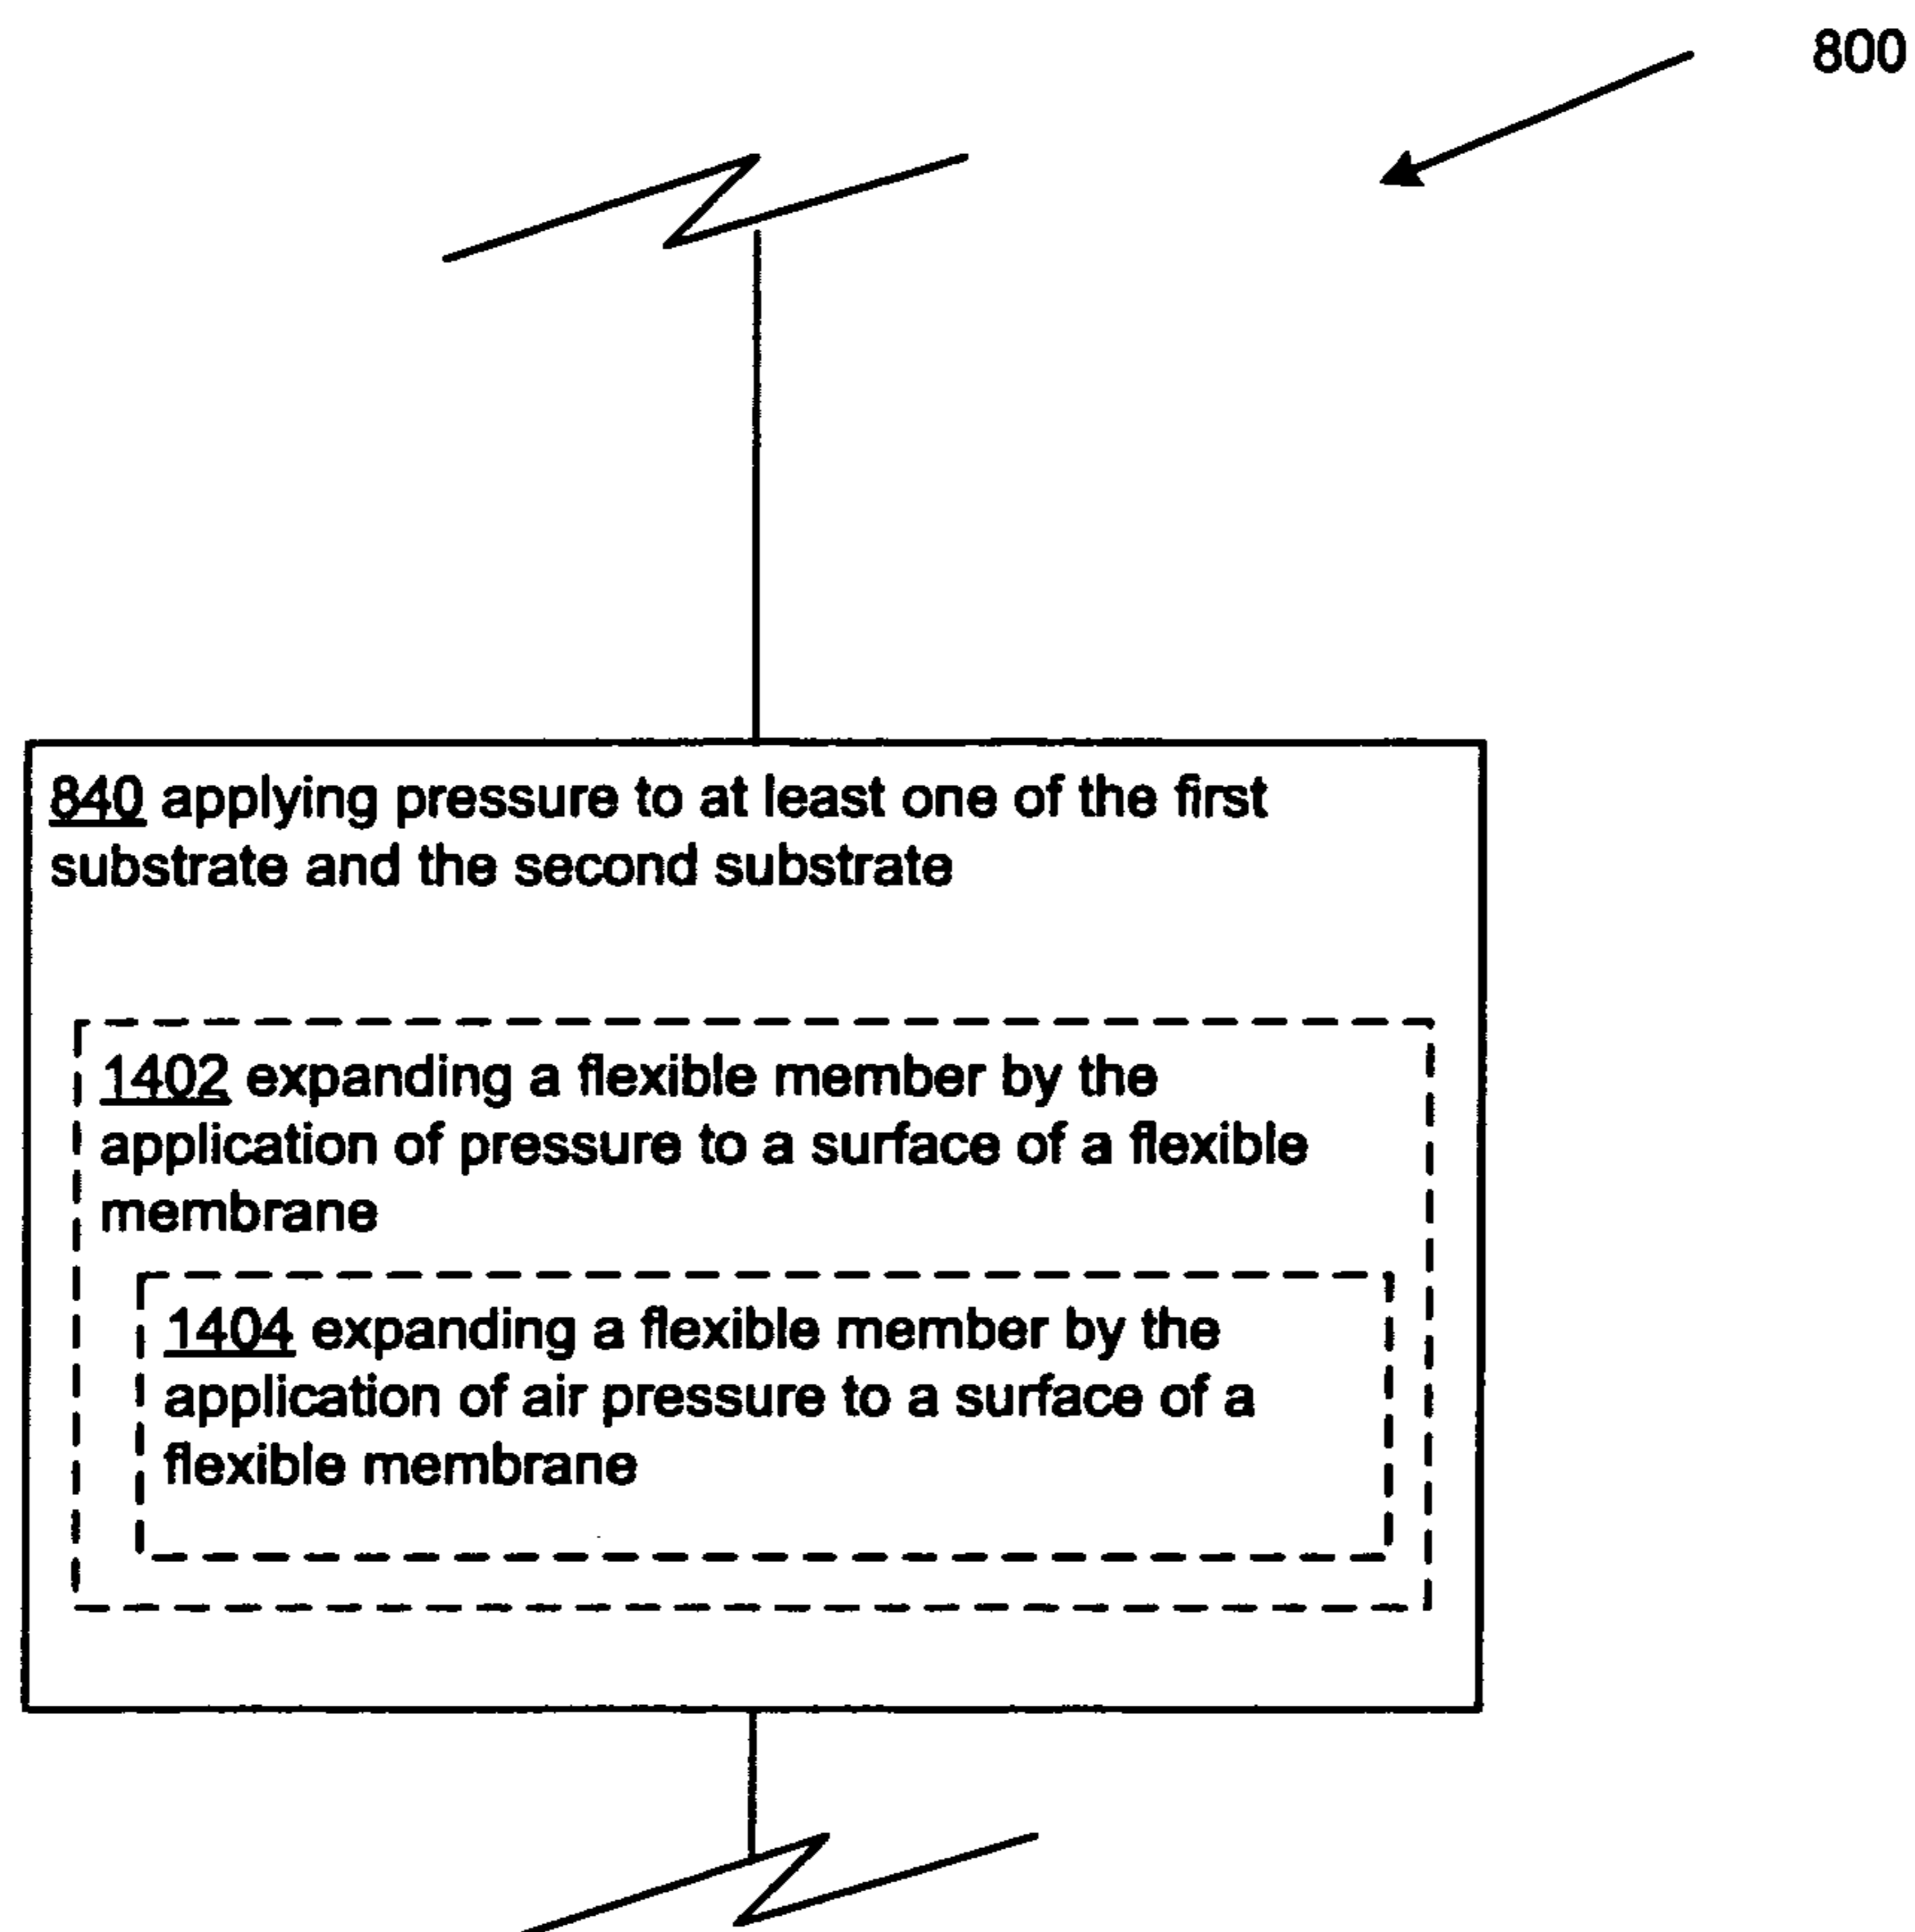 800
840 applying pressure to at least one of the first
substrate and the second substrate
1402 expanding a flexible member by the
application of pressure to a surface of a flexible
membrane
1404 expanding a flexible member by the
application of air pressure to a surface of a
flexible membrane